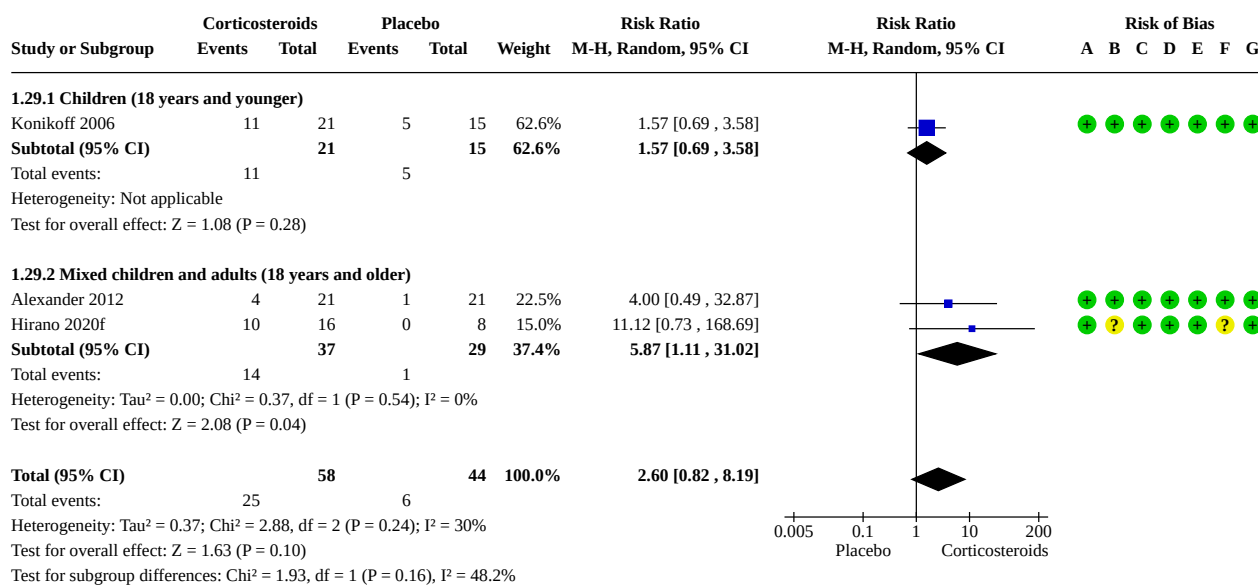 Corticosteroids Placebo Risk Ratio Risk Ratio Risk of Bias
Study or Subgroup Events Total Events Total Weight M-H, Random, 95% CI M-H, Random, 95% CI A B C D E F G
1.29.1 Children (18 years and younger)
Konikoff 2006 11 21 5 15 62.6% 1.57 [0.69 , 3.58] + + + + + + +
Subtotal (95% CI) 21 15 62.6% 1.57 [0.69 , 3.58]
Total events: 11 5
Heterogeneity: Not applicable
Test for overall effect: Z = 1.08 (P = 0.28)
1.29.2 Mixed children and adults (18 years and older)
Alexander 2012 4 21 1 21 22.5% 4.00 [0.49 , 32.87] + + + + + + +
Hirano 2020f 10 16 0 8 15.0% 11.12 [0.73 , 168.69] + ? + + + ? +
Subtotal (95% CI) 37 29 37.4% 5.87 [1.11 , 31.02]
Total events: 14 1
Heterogeneity: Tau² = 0.00; Chi² = 0.37, df = 1 (P = 0.54); I² = 0%
Test for overall effect: Z = 2.08 (P = 0.04)
Total (95% CI) 58 44 100.0% 2.60 [0.82 , 8.19]
Total events: 25 6
Heterogeneity: Tau² = 0.37; Chi² = 2.88, df = 2 (P = 0.24); I² = 30%
0.005 0.1 1 10 200
Test for overall effect: Z = 1.63 (P = 0.10) Placebo Corticosteroids
Test for subgroup differences: Chi² = 1.93, df = 1 (P = 0.16), I² = 48.2%